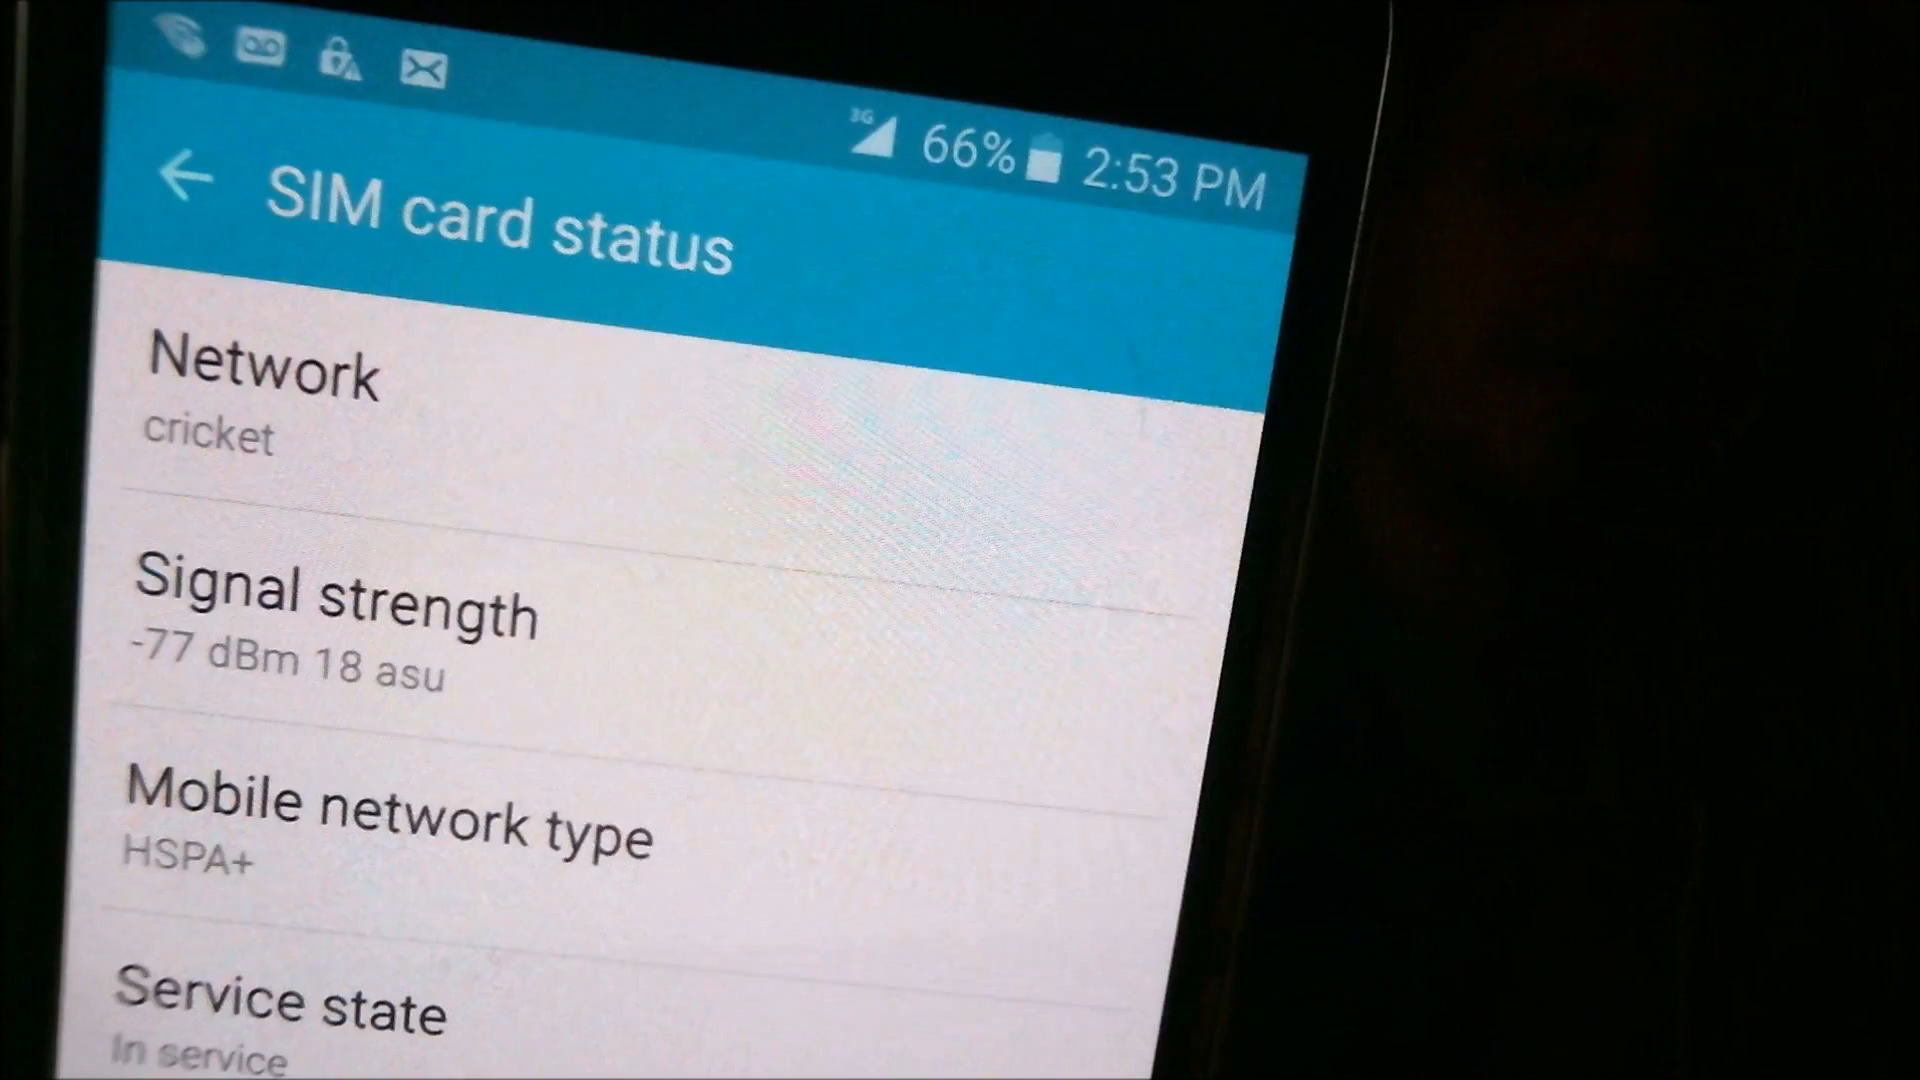 3G 66% 2:53 PM
SIM card status
Network
cricket
Signal strength
-77 dBm 18 asu
Mobile network type
HSPA+
Service state
In service